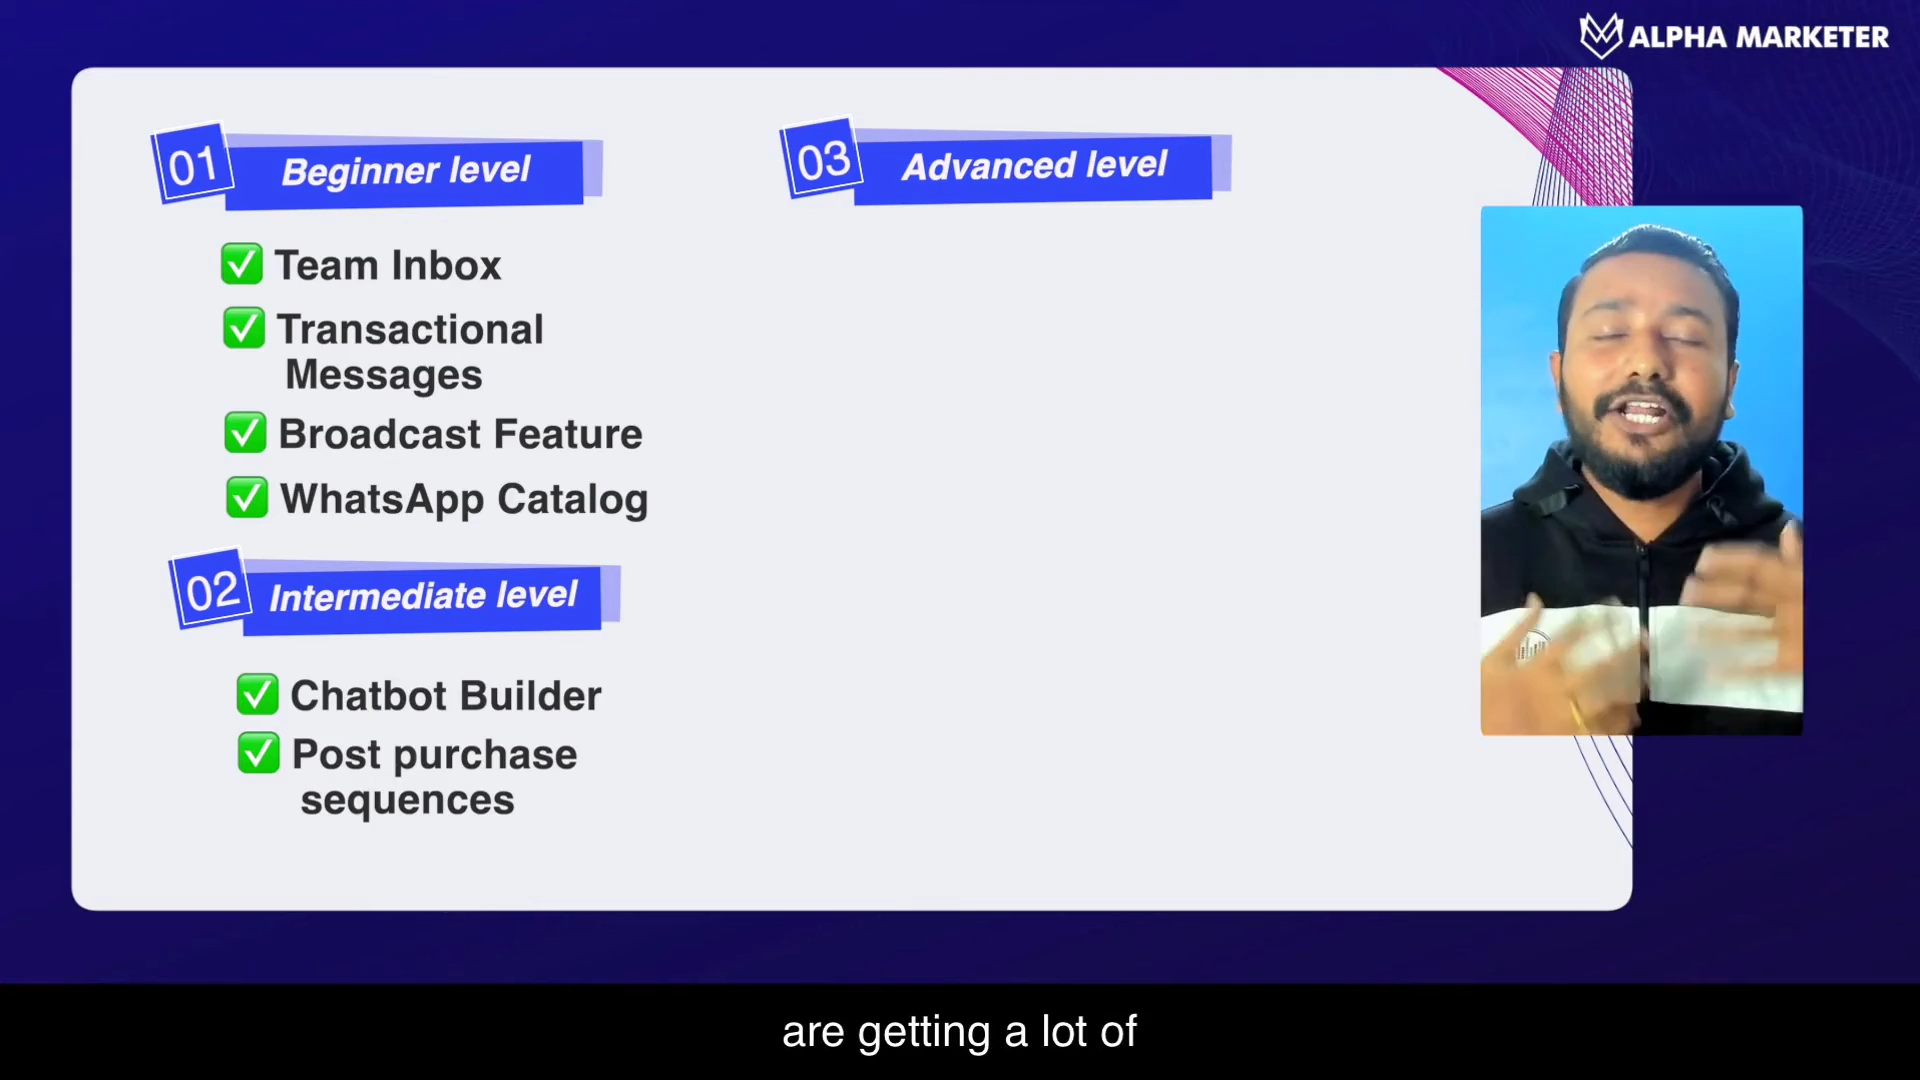 ALPHA MARKETER
01
Beginner level
Team Inbox
Transactional
Messages
Broadcast Feature
WhatsApp Catalog
02
Intermediate level
Chatbot Builder
Post purchase
sequences
03
Advanced level
are getting a lot of